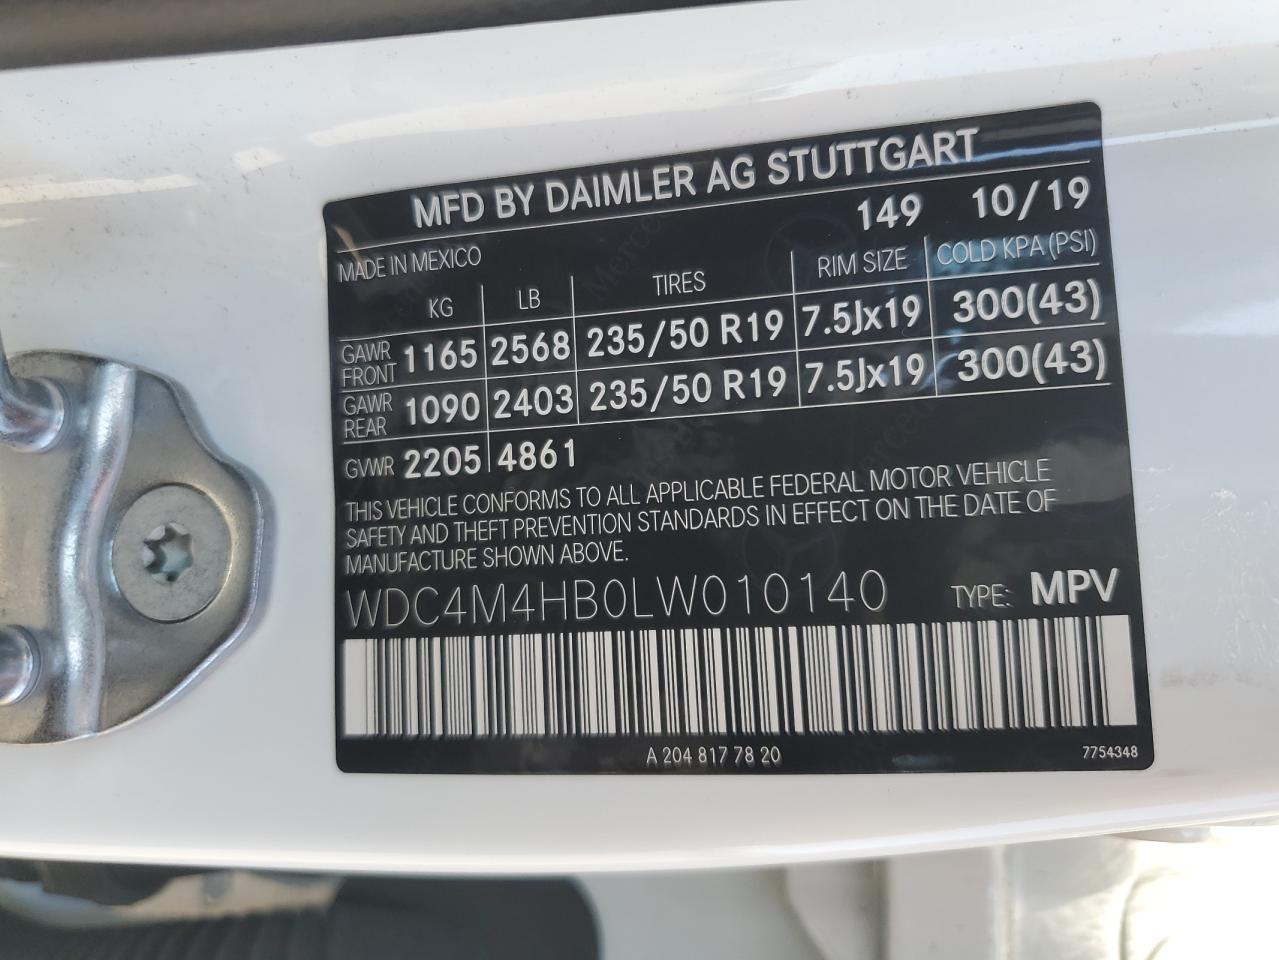 MFD BY DAIMLER AG STUTTGART
149 10/19
MADE IN MEXICO
KG LB TIRES RIM SIZE COLD KPA (PSI)
GAWR FRONT 1165 2568 235/50 R19 7.5Jx19 300(43)
GAWR REAR 1090 2403 235/50 R19 7.5Jx19 300(43)
GVWR 2205 4861
THIS VEHICLE CONFORMS TO ALL APPLICABLE FEDERAL MOTOR VEHICLE
SAFETY AND THEFT PREVENTION STANDARDS IN EFFECT ON THE DATE OF
MANUFACTURE SHOWN ABOVE.
WDC4M4HB0LW010140 TYPE: MPV
A 204 817 78 20 7754348